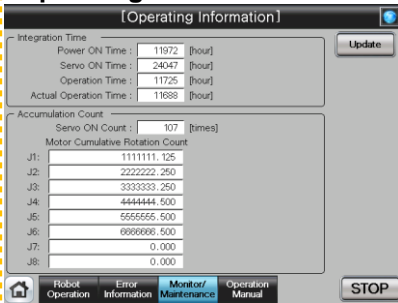 [Operating Information]
Integration Time
Update
Power ON Time : 11972 [hour]
Servo ON Time : 24047 [hour]
Operation Time : 11725 [hour]
Actual Operation Time : 11688 [hour]
Accumulation Count
Servo ON Count : 107 [times]
Motor Cumulative Rotation Count
J1: 1111111.125
J2: 2222222.250
J3: 3333333.250
J4: 4444444.500
J5: 5555555.500
J6: 6666666.500
J7: 0.000
J8: 0.000
Robot Operation
Error Information
Monitor/ Maintenance
Operation Manual
STOP